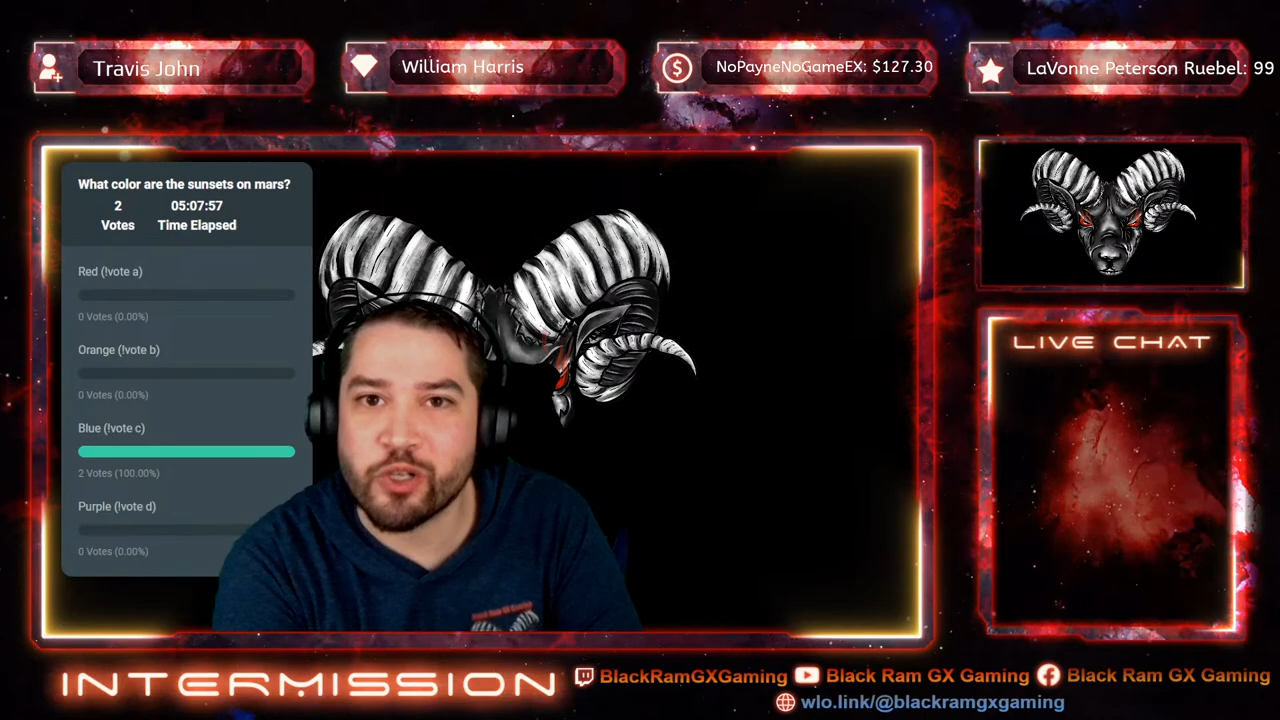 Travis John
William Harris
$
NoPayneNoGameEX: $127.30
LaVonne Peterson Ruebel: 99
What color are the sunsets on mars?
2
05:07:57
Votes
Time Elapsed
Red (!vote a)
0 Votes (0.00%)
Orange (!vote b)
0 Votes (0.00%)
Blue (!vote c)
2 Votes (100.00%)
Purple (!vote d)
0 Votes (0.00%)
LIVE CHAT
INTERMISSION
BlackRamGXGaming
Black Ram GX Gaming
Black Ram GX Gaming
wlo.link/@blackramgxgaming